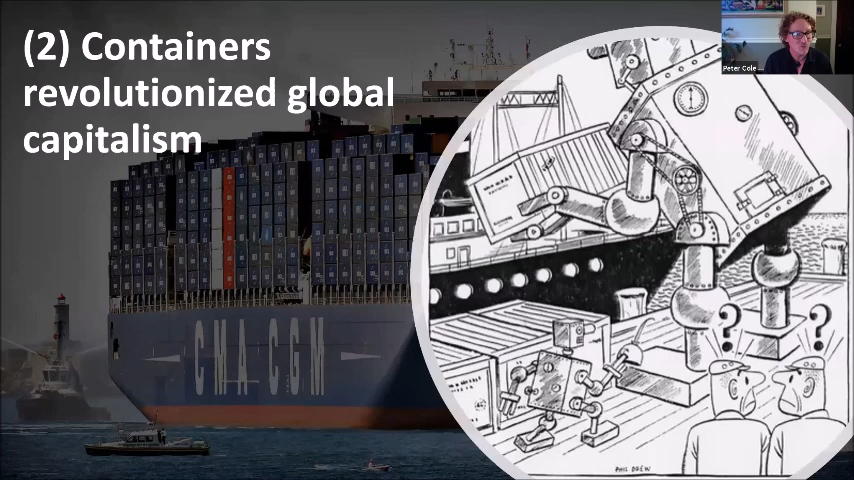 (2) Containers
revolutionized global
capitalism
Peter Cole
CMA CGM
?
?
PHIL DREW